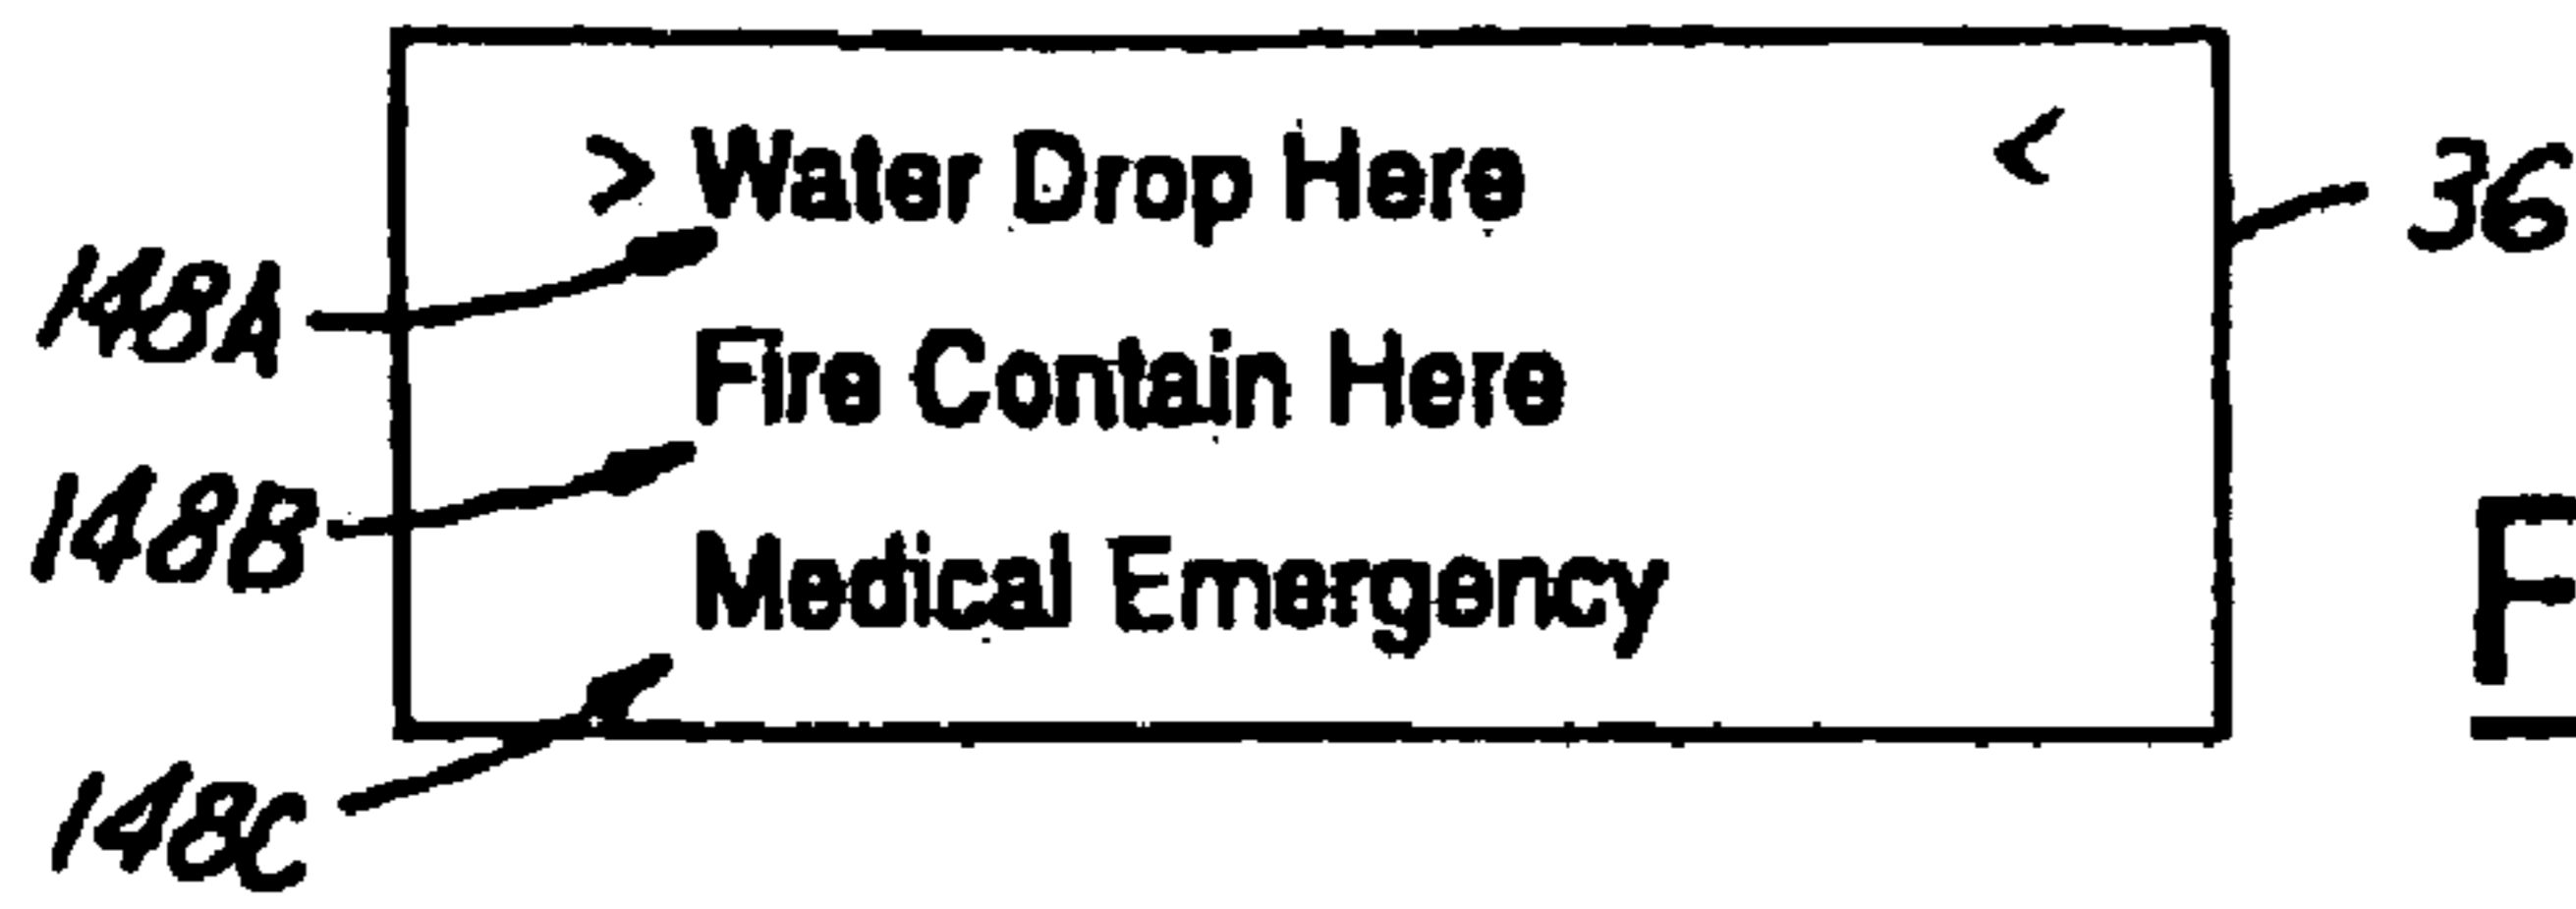 > Water Drop Here <
36
148A
Fire Contain Here
148B
F
Medical Emergency
148C